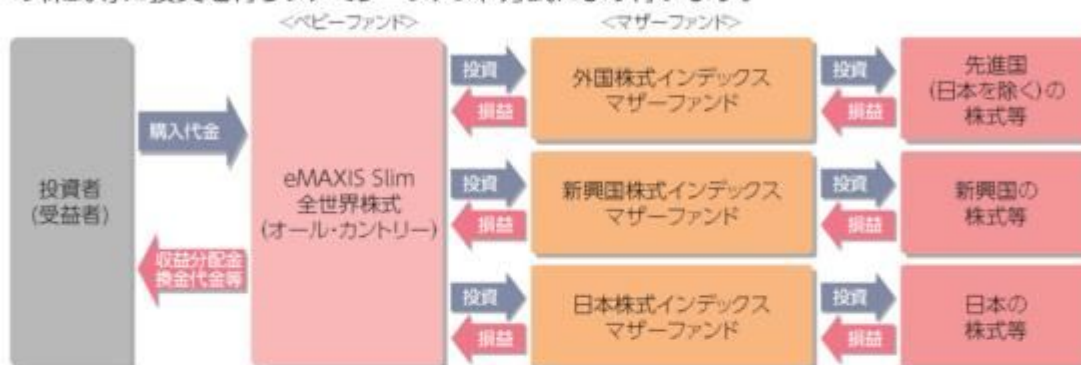 <ベビーファンド>
<マザーファンド>
投資者
(受益者)
購入代金
収益分配金
換金代金等
eMAXIS Slim
全世界株式
(オール・カントリー)
投資
損益
外国株式インデックス
マザーファンド
投資
損益
先進国
(日本を除く)の
株式等
投資
損益
新興国株式インデックス
マザーファンド
投資
損益
新興国の
株式等
投資
損益
日本株式インデックス
マザーファンド
投資
損益
日本の
株式等